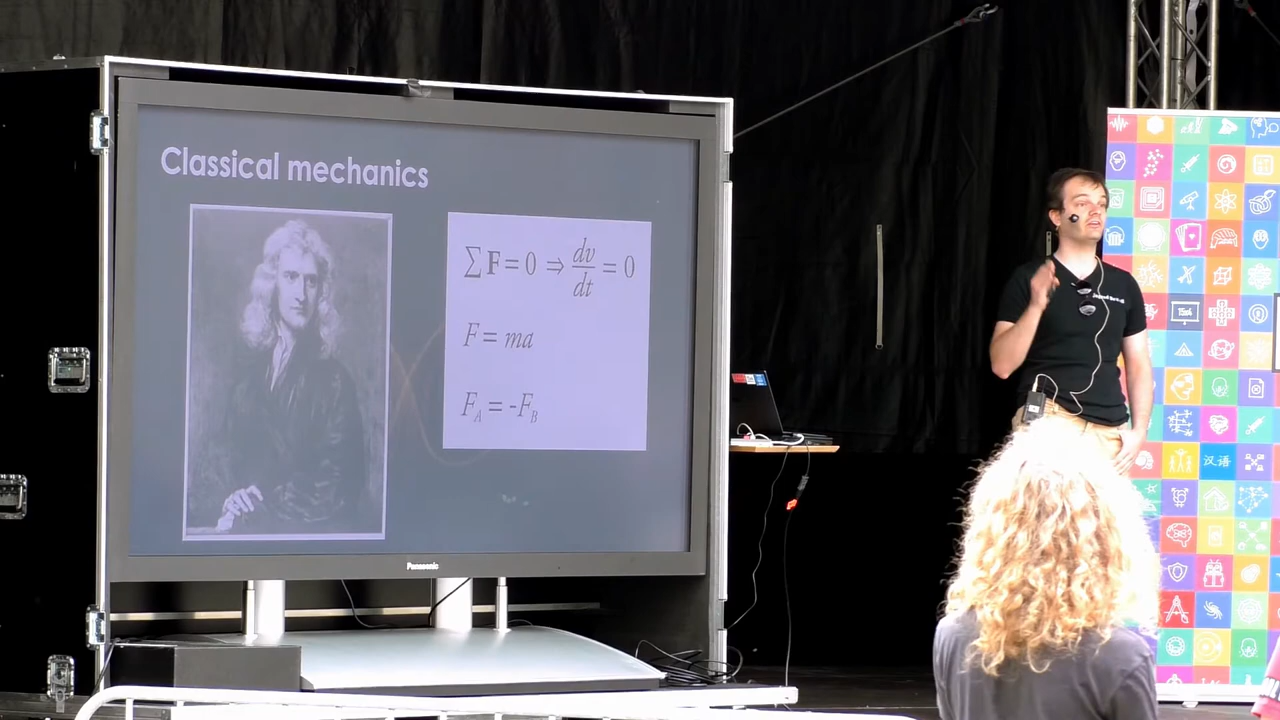 Classical mechanics
∑F = 0 ⇒ dv/dt = 0
F = ma
F_A = -F_B
Panasonic
汉语